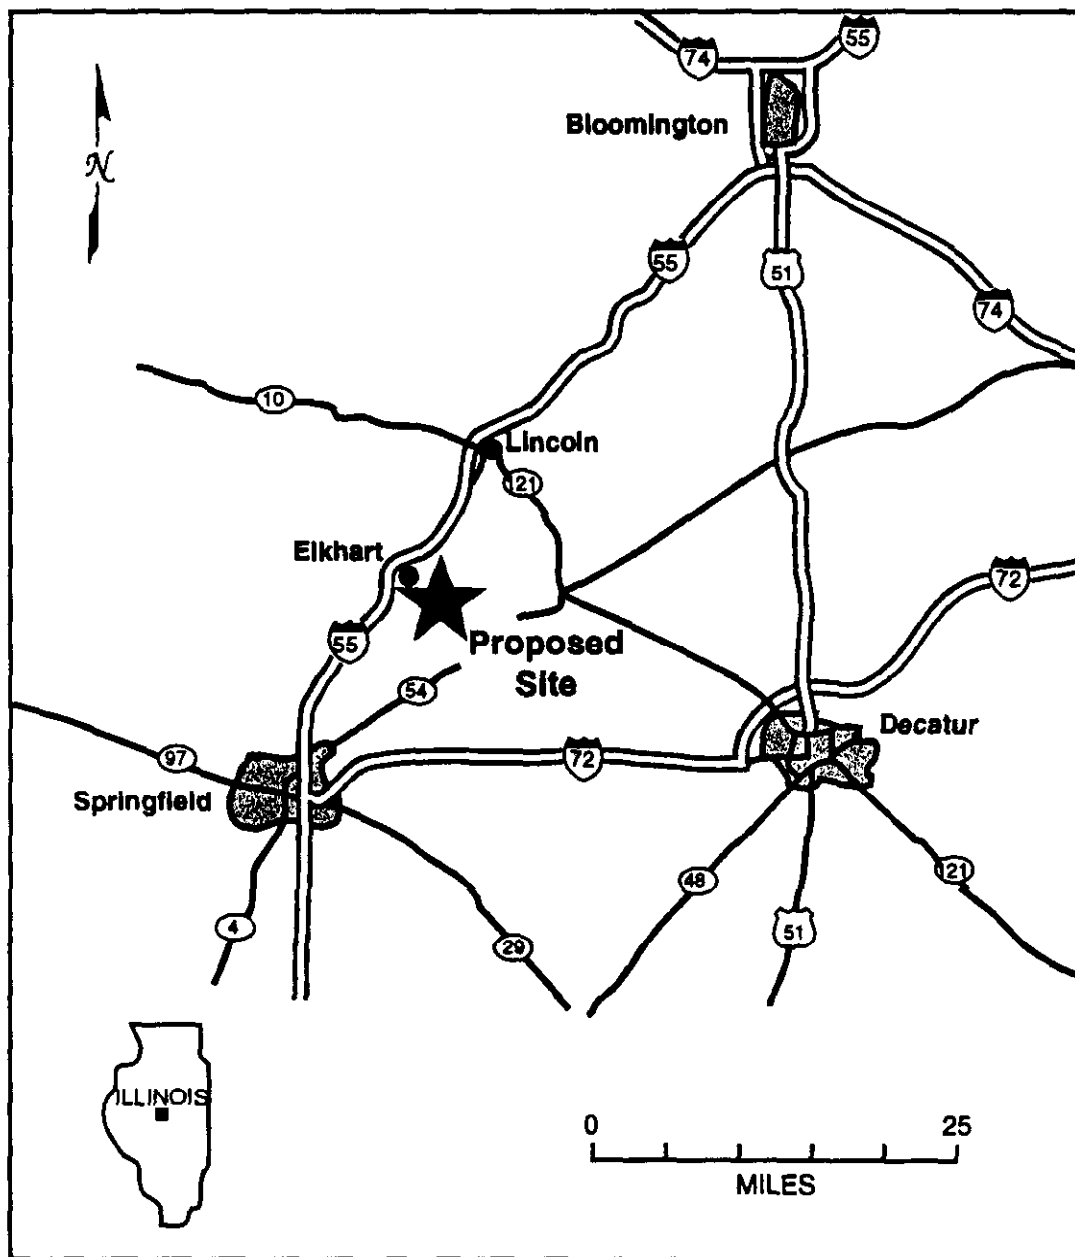 55
74
Bloomington
N
55
51
74
10
Lincoln
121
Elkhart
72
55
Proposed
Site
54
Decatur
97
72
Springfield
48
121
4
51
29
ILLINOIS
0 25
MILES